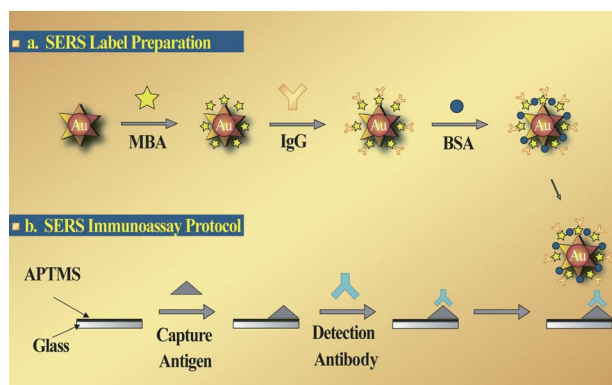 a. SERS Label Preparation
Au
Au
Au
Au
MBA
IgG
BSA
b. SERS Immunoassay Protocol
Au
APTMS
Glass
Capture
Antigen
Detection
Antibody